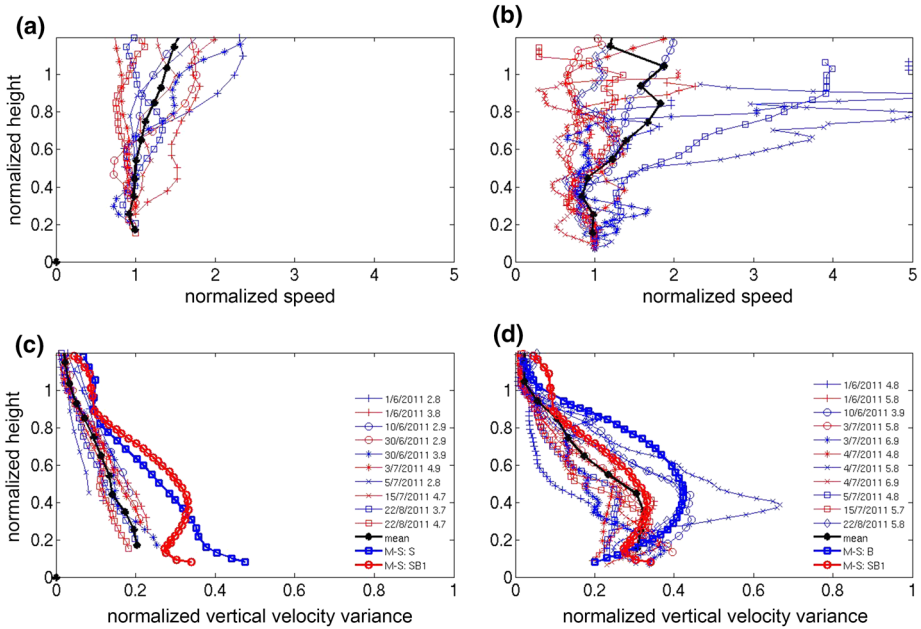 (a)
normalized height
1
0.8
0.6
0.4
0.2
0
0 1 2 3 4 5
normalized speed
(b)
1
0.8
0.6
0.4
0.2
0
0 1 2 3 4 5
normalized speed
(c)
normalized height
1
0.8
0.6
0.4
0.2
0
0 0.2 0.4 0.6 0.8 1
normalized vertical velocity variance
1/6/2011 2.8
1/6/2011 3.8
10/6/2011 2.9
30/6/2011 2.9
30/6/2011 3.9
3/7/2011 4.9
5/7/2011 2.8
15/7/2011 4.7
22/8/2011 3.7
22/8/2011 4.7
mean
M-S: S
M-S: SB1
(d)
1
0.8
0.6
0.4
0.2
0
0.2 0.4 0.6 0.8 1
normalized vertical velocity variance
1/6/2011 4.8
1/6/2011 5.8
10/6/2011 3.9
3/7/2011 5.8
3/7/2011 6.9
4/7/2011 4.8
4/7/2011 5.8
4/7/2011 6.9
5/7/2011 4.8
15/7/2011 5.7
22/8/2011 5.8
mean
M-S: B
M-S: SB1